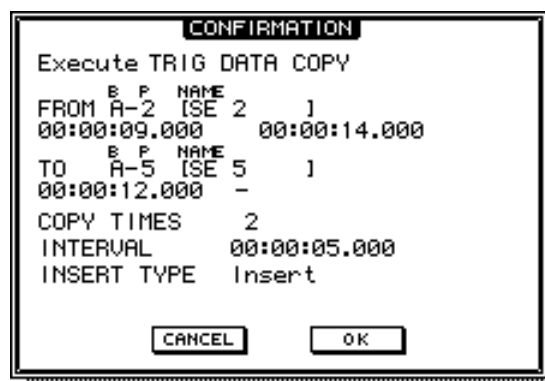 CONFIRMATION
Execute TRIG DATA COPY
B P NAME
FROM A-2 [SE 2 ]
00:00:09.000 00:00:14.000
B P NAME
TO A-5 [SE 5 ]
00:00:12.000 -
COPY TIMES 2
INTERVAL 00:00:05.000
INSERT TYPE Insert
CANCEL OK